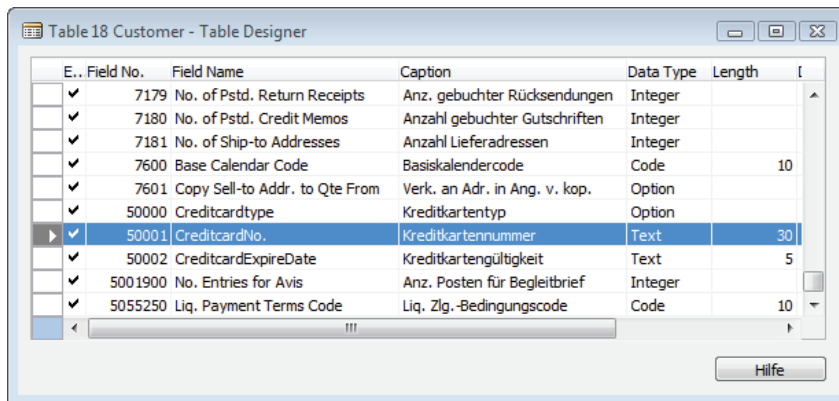 Table 18 Customer - Table Designer
E.. Field No. Field Name Caption Data Type Length
7179 No. of Pstd. Return Receipts Anz. gebuchter Rücksendungen Integer
7180 No. of Pstd. Credit Memos Anzahl gebuchter Gutschriften Integer
7181 No. of Ship-to Addresses Anzahl Lieferadressen Integer
7600 Base Calendar Code Basiskalendercode Code 10
7601 Copy Sell-to Addr. to Qte From Verk. an Adr. in Ang. v. kop. Option
50000 Creditcardtype Kreditkartentyp Option
50001 CreditcardNo. Kreditkartennummer Text 30
50002 CreditcardExpireDate Kreditkartengültigkeit Text 5
5001900 No. Entries for Avis Anz. Posten für Begleitbrief Integer
5055250 Liq. Payment Terms Code Liq. Zlg.-Bedingungscode Code 10
Hilfe